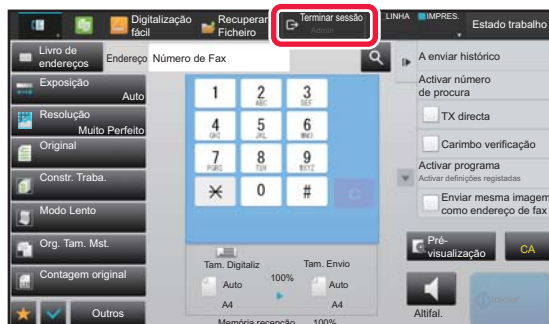 Digitalização
fácil
Recuperar
Ficheiro
Terminar sessão
Admin
LINHA
IMPRES.
Estado trabalho
Livro de
endereços
Endereço
Número de Fax
Exposição
Auto
Resolução
Muito Perfeito
Original
Constr. Traba.
Modo Lento
Org. Tam. Mst.
Contagem original
Outros
1
2
ABC
3
DEF
4
GHI
5
JKL
6
MNO
7
PQRS
8
TUV
9
WXYZ
0
#
Tam. Digitaliz
Tam. Envio
Auto
100%
Auto
A4
A4
Memória recepção 100%
A enviar histórico
Activar número
de procura
TX directa
Carimbo verificação
Activar programa
Activar definições registadas
Enviar mesma imagem
como endereço de fax
Pré-
visualização
CA
Altifal.
Iniciar